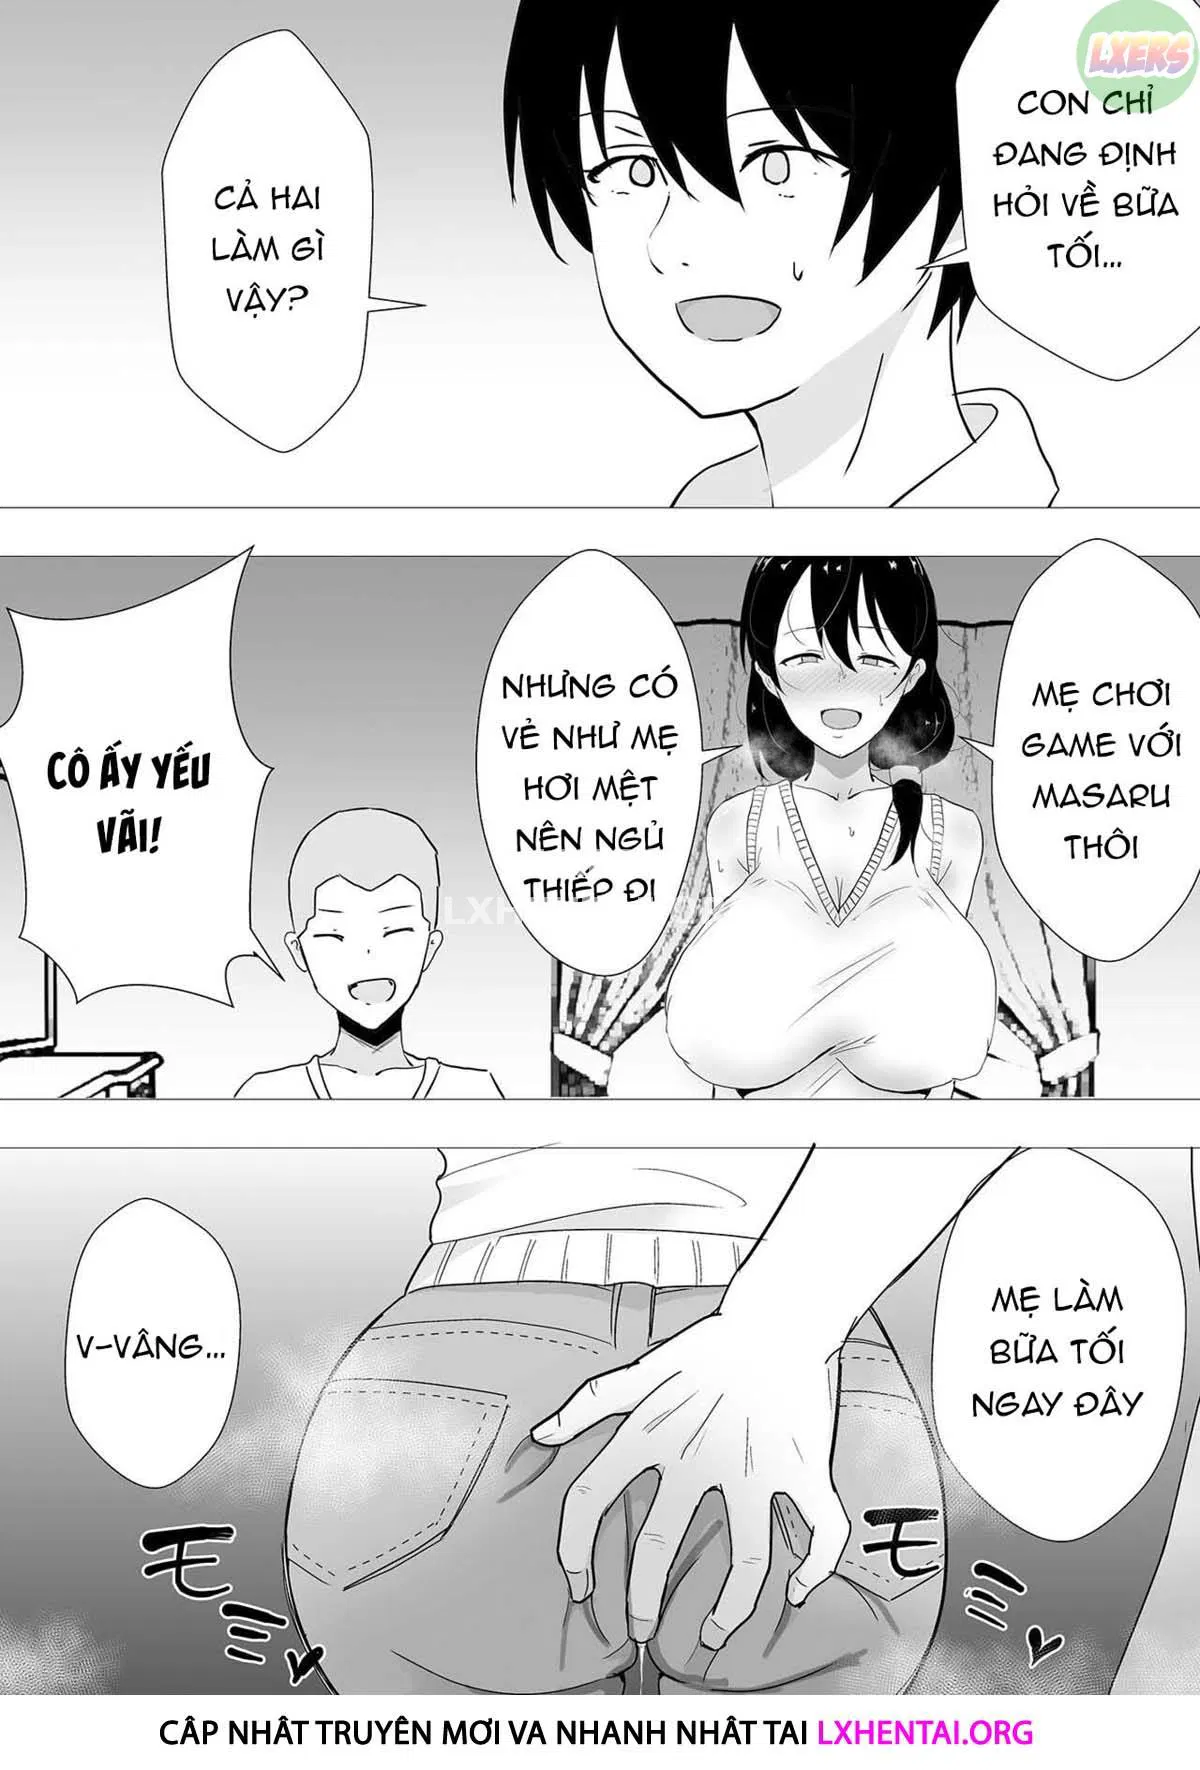 LXERS
CON CHỈ
ĐANG ĐỊNH
HỎI VỀ BỮA
TỐI...
CẢ HAI
LÀM GÌ
VẬY?
MẸ CHƠI
GAME VỚI
MASARU
THÔI
NHƯNG CÓ
VẺ NHƯ MẸ
HƠI MỆT
NÊN NGỦ
THIẾP ĐI
CÔ ẤY YẾU
VÃI!
MẸ LÀM
BỮA TỐI
NGAY ĐÂY
V-VÂNG...
モ
モ
CẬP NHẬT TRUYỆN MỚI VÀ NHANH NHẤT TẠI LXHENTAI.ORG